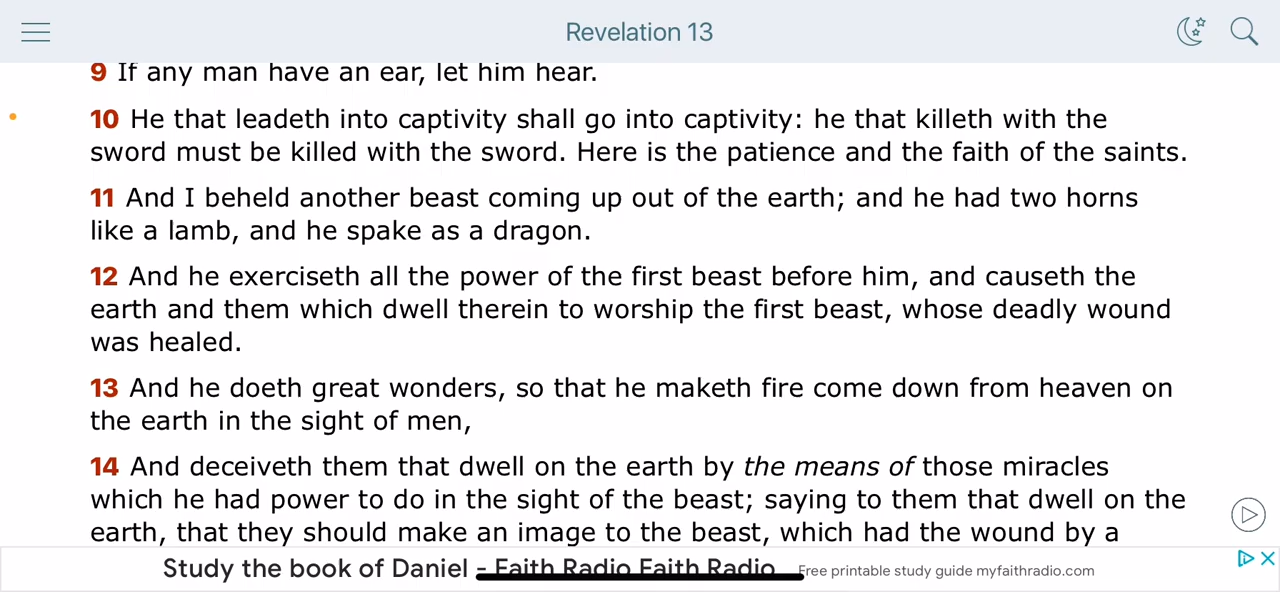 Revelation 13
9 If any man have an ear, let him hear.
10 He that leadeth into captivity shall go into captivity: he that killeth with the
sword must be killed with the sword. Here is the patience and the faith of the saints.
11 And I beheld another beast coming up out of the earth; and he had two horns
like a lamb, and he spake as a dragon.
12 And he exerciseth all the power of the first beast before him, and causeth the
earth and them which dwell therein to worship the first beast, whose deadly wound
was healed.
13 And he doeth great wonders, so that he maketh fire come down from heaven on
the earth in the sight of men,
14 And deceiveth them that dwell on the earth by the means of those miracles
which he had power to do in the sight of the beast; saying to them that dwell on the
earth, that they should make an image to the beast, which had the wound by a
Study the book of Daniel - Faith Radio Faith Radio Free printable study guide myfaithradio.com